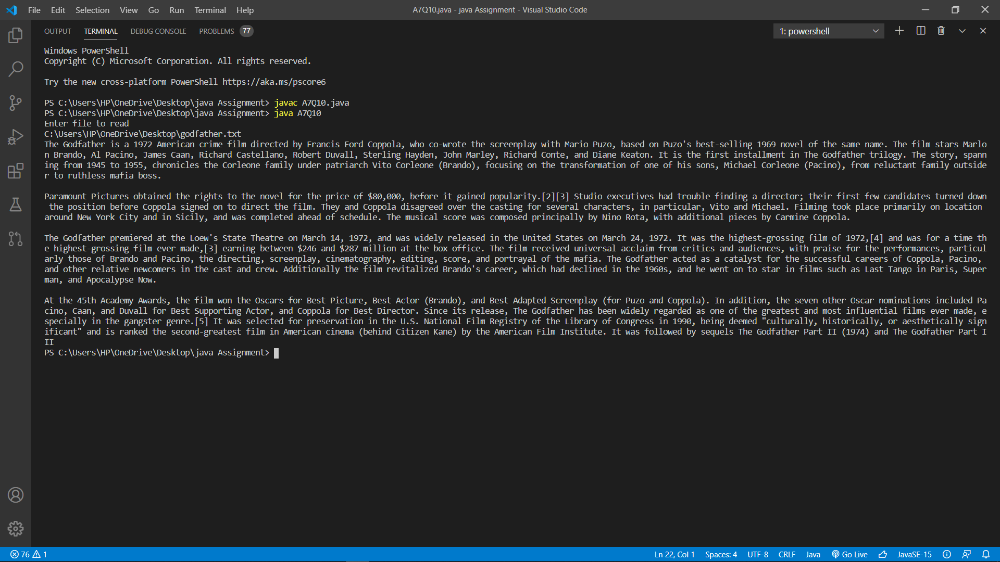 File Edit Selection View Go Run Terminal Help
A7Q10.java - java Assignment - Visual Studio Code
OUTPUT TERMINAL DEBUG CONSOLE PROBLEMS 77
1: powershell
Windows PowerShell
Copyright (C) Microsoft Corporation. All rights reserved.
Try the new cross-platform PowerShell https://aka.ms/pscore6
PS C:\Users\HP\OneDrive\Desktop\java Assignment> javac A7Q10.java
PS C:\Users\HP\OneDrive\Desktop\java Assignment> java A7Q10
Enter file to read
C:\Users\HP\OneDrive\Desktop\godfather.txt
The Godfather is a 1972 American crime film directed by Francis Ford Coppola, who co-wrote the screenplay with Mario Puzo, based on Puzo's best-selling 1969 novel of the same name. The film stars Marlo
n Brando, Al Pacino, James Caan, Richard Castellano, Robert Duvall, Sterling Hayden, John Marley, Richard Conte, and Diane Keaton. It is the first installment in The Godfather trilogy. The story, spann
ing from 1945 to 1955, chronicles the Corleone family under patriarch Vito Corleone (Brando), focusing on the transformation of one of his sons, Michael Corleone (Pacino), from reluctant family outside
r to ruthless mafia boss.
Paramount Pictures obtained the rights to the novel for the price of $80,000, before it gained popularity.[2][3] Studio executives had trouble finding a director; their first few candidates turned down
the position before Coppola signed on to direct the film. They and Coppola disagreed over the casting for several characters, in particular, Vito and Michael. Filming took place primarily on location
around New York City and in Sicily, and was completed ahead of schedule. The musical score was composed principally by Nino Rota, with additional pieces by Carmine Coppola.
The Godfather premiered at the Loew's State Theatre on March 14, 1972, and was widely released in the United States on March 24, 1972. It was the highest-grossing film of 1972,[4] and was for a time th
e highest-grossing film ever made,[3] earning between $246 and $287 million at the box office. The film received universal acclaim from critics and audiences, with praise for the performances, particul
arly those of Brando and Pacino, the directing, screenplay, cinematography, editing, score, and portrayal of the mafia. The Godfather acted as a catalyst for the successful careers of Coppola, Pacino,
and other relative newcomers in the cast and crew. Additionally the film revitalized Brando's career, which had declined in the 1960s, and he went on to star in films such as Last Tango in Paris, Super
man, and Apocalypse Now.
At the 45th Academy Awards, the film won the Oscars for Best Picture, Best Actor (Brando), and Best Adapted Screenplay (for Puzo and Coppola). In addition, the seven other Oscar nominations included Pa
cino, Caan, and Duvall for Best Supporting Actor, and Coppola for Best Director. Since its release, The Godfather has been widely regarded as one of the greatest and most influential films ever made, e
specially in the gangster genre.[5] It was selected for preservation in the U.S. National Film Registry of the Library of Congress in 1990, being deemed "culturally, historically, or aesthetically sign
ificant" and is ranked the second-greatest film in American cinema (behind Citizen Kane) by the American Film Institute. It was followed by sequels The Godfather Part II (1974) and The Godfather Part I
II
PS C:\Users\HP\OneDrive\Desktop\java Assignment>
76 1 Ln 22, Col 1 Spaces: 4 UTF-8 CRLF Java Go Live JavaSE-15